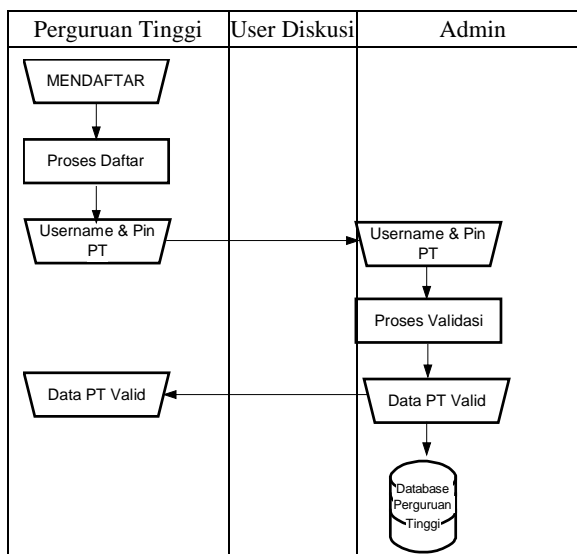 Perguruan Tinggi
User Diskusi
Admin
MENDAFTAR
Proses Daftar
Username & Pin
PT
Username & Pin
PT
Proses Validasi
Data PT Valid
Data PT Valid
Database
Perguruan
Tinggi